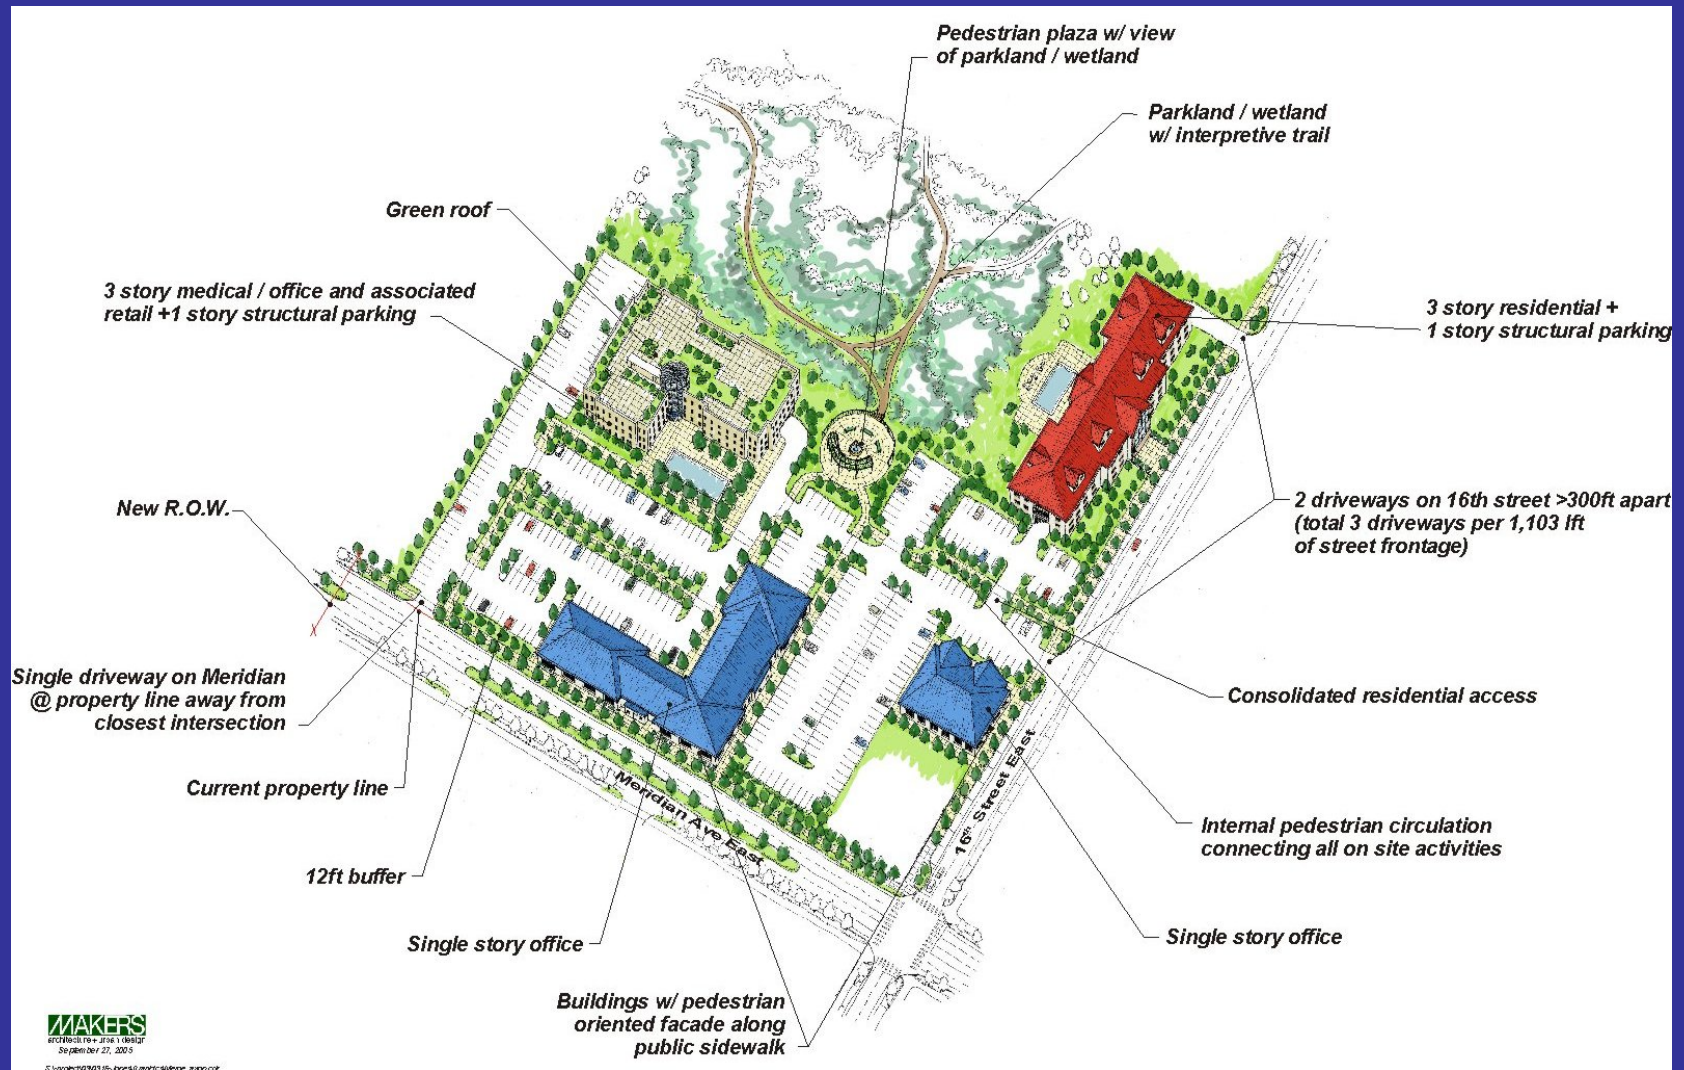 Pedestrian plaza w/ view
of parkland / wetland
Parkland / wetland
w/ interpretive trail
Green roof
3 story medical / office and associated
retail +1 story structural parking
3 story residential +
1 story structural parking
New R.O.W.
2 driveways on 16th street >300ft apart
(total 3 driveways per 1,103 lft
of street frontage)
Single driveway on Meridian
@ property line away from
closest intersection
Consolidated residential access
Current property line
Meridian Ave East
16th Street East
Internal pedestrian circulation
connecting all on site activities
12ft buffer
Single story office
Single story office
Buildings w/ pedestrian
oriented facade along
public sidewalk
MAKERS
architecture + urban design
September 27, 2005